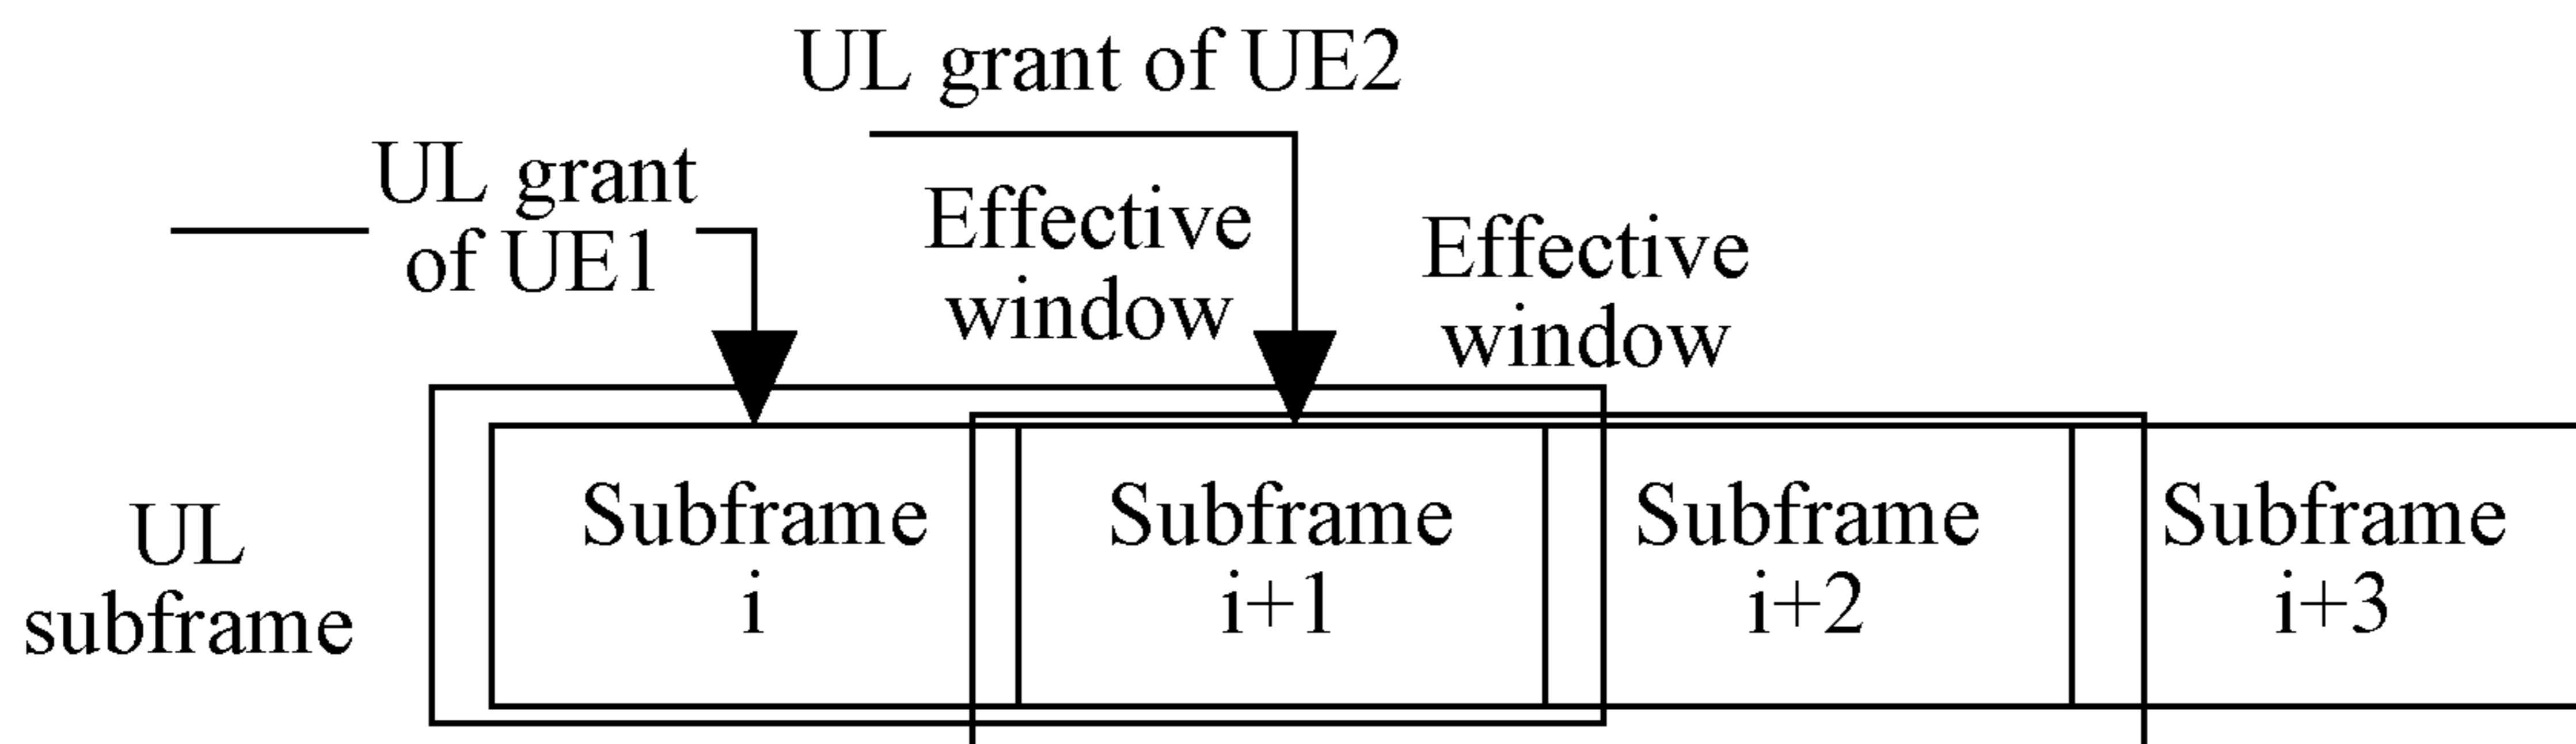 UL grant of UE2
UL grant
of UE1
Effective
window
Effective
window
UL
subframe
Subframe
i
Subframe
i+1
Subframe
i+2
Subframe
i+3